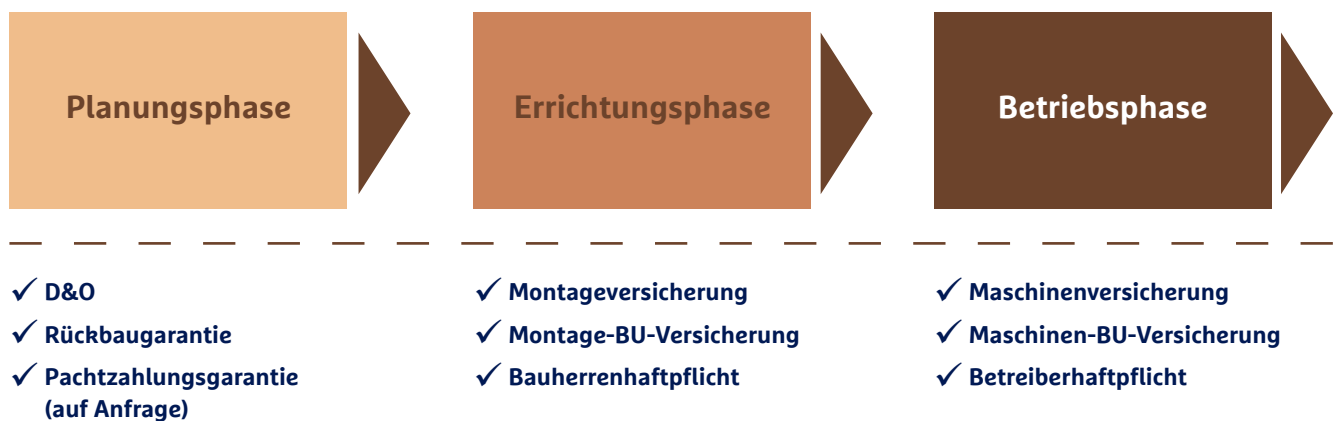 Planungsphase
Errichtungsphase
Betriebsphase
✓ D&O
✓ Rückbaugarantie
✓ Pachtzahlungsgarantie
(auf Anfrage)
✓ Montageversicherung
✓ Montage-BU-Versicherung
✓ Bauherrenhaftpflicht
✓ Maschinenversicherung
✓ Maschinen-BU-Versicherung
✓ Betreiberhaftpflicht